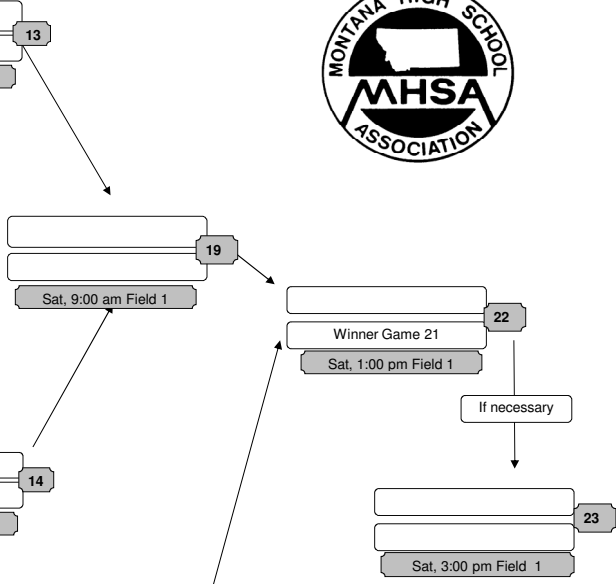 MONTANA HIGH SCHOOL
MHSA
ASSOCIATION
13
19
Sat, 9:00 am Field 1
22
Winner Game 21
Sat, 1:00 pm Field 1
If necessary
14
23
Sat, 3:00 pm Field 1